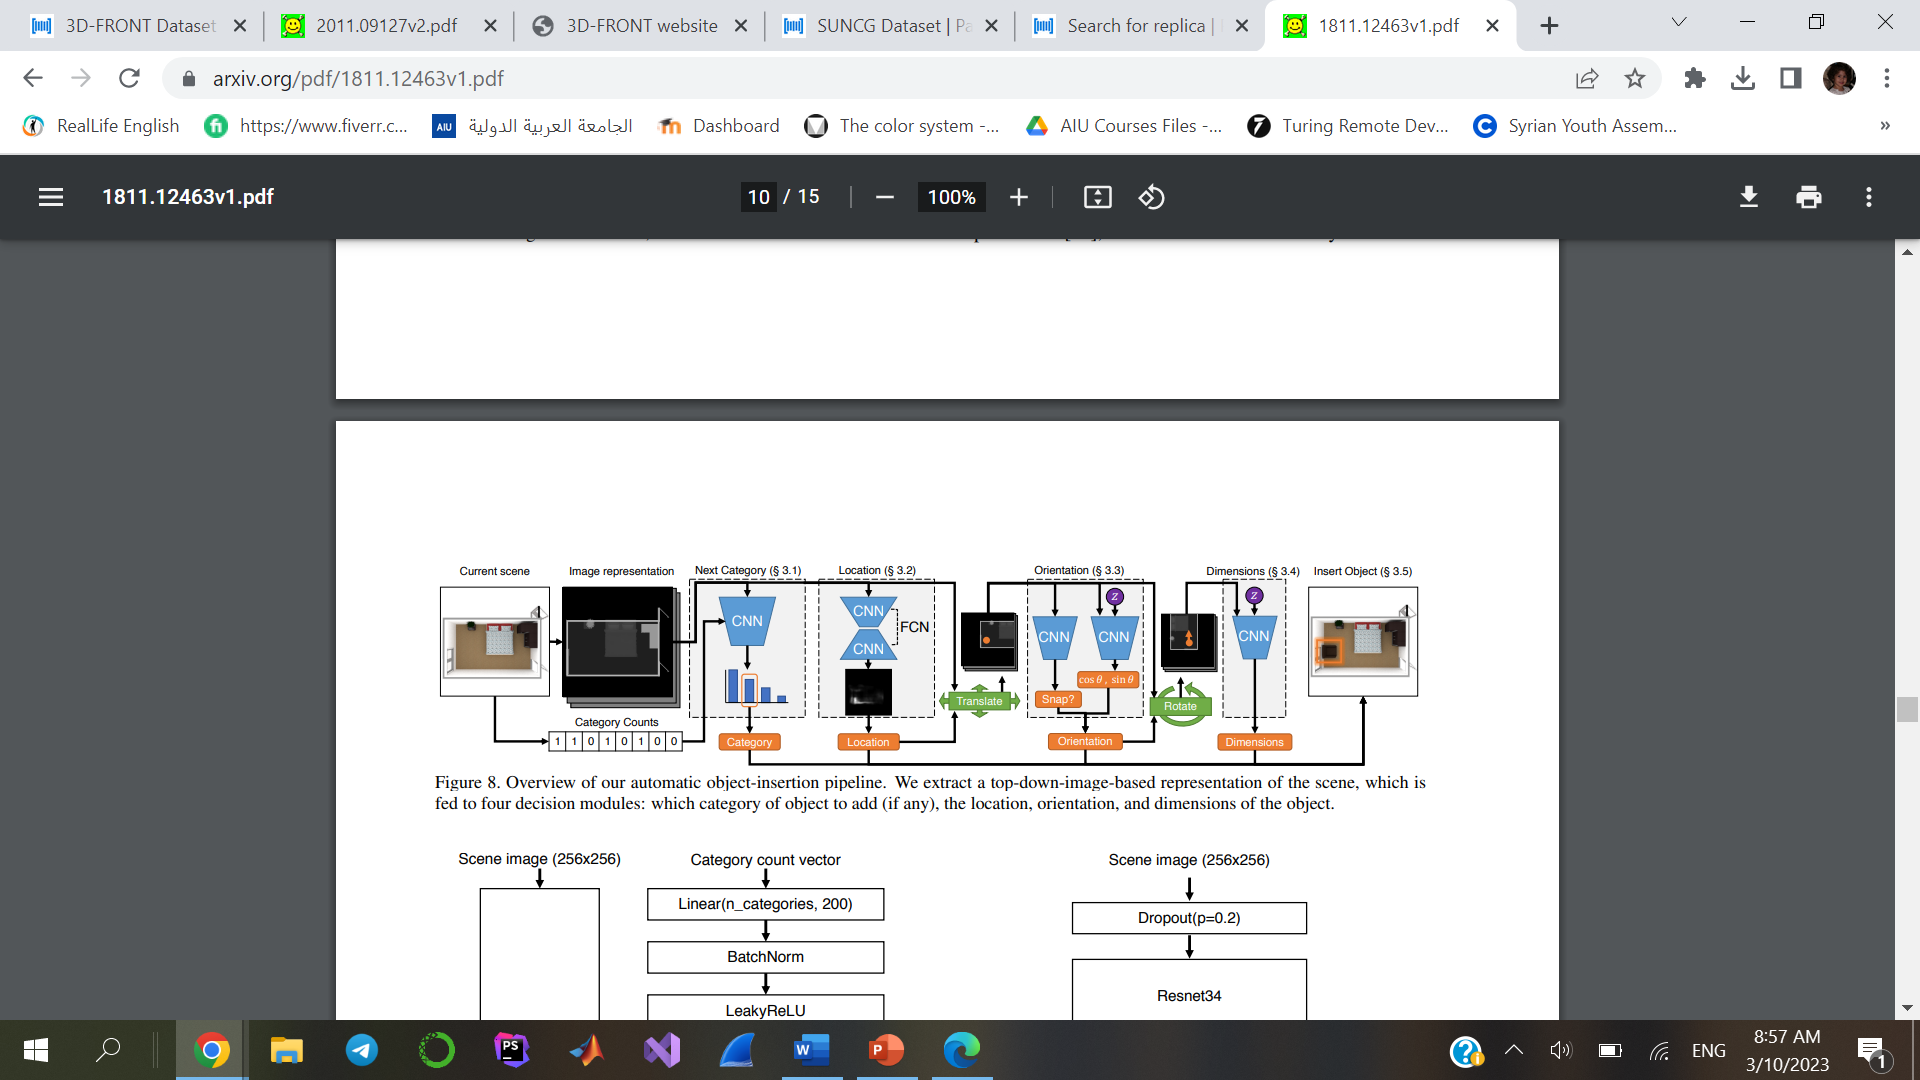 3D-FRONT Dataset
2011.09127v2.pdf
3D-FRONT website
SUNCG Dataset | Pa
Search for replica |
1811.12463v1.pdf
arxiv.org/pdf/1811.12463v1.pdf
RealLife English
https://www.fiverr.c...
AIU
الجامعة العربية الدولية
Dashboard
The color system -...
AIU Courses Files -...
Turing Remote Dev...
Syrian Youth Assem...
»
1811.12463v1.pdf
10 / 15
100%
Current scene
Image representation
Next Category (§ 3.1)
Location (§ 3.2)
Orientation (§ 3.3)
Dimensions (§ 3.4)
Insert Object (§ 3.5)
CNN
CNN
CNN
FCN
Z
CNN
CNN
cos θ , sin θ
Snap?
Z
CNN
Translate
Rotate
Category Counts
1 1 0 1 0 1 0 0
Category
Location
Orientation
Dimensions
Figure 8. Overview of our automatic object-insertion pipeline. We extract a top-down-image-based representation of the scene, which is
fed to four decision modules: which category of object to add (if any), the location, orientation, and dimensions of the object.
Scene image (256x256)
Category count vector
Linear(n_categories, 200)
BatchNorm
LeakyReLU
Scene image (256x256)
Dropout(p=0.2)
Resnet34
PS
W
P
ENG
8:57 AM
3/10/2023
1